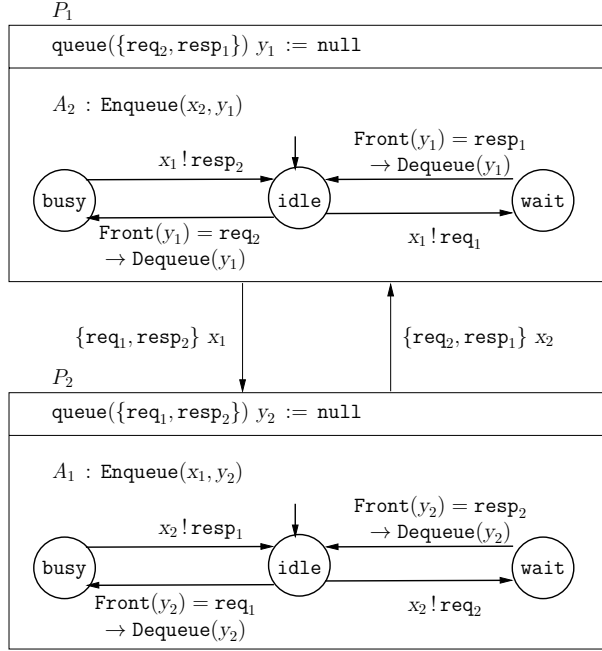 P₁
queue({req₂, resp₁}) y₁ := null
A₂ : Enqueue(x₂, y₁)
Front(y₁) = resp₁
→ Dequeue(y₁)
x₁ ! resp₂
busy
idle
wait
Front(y₁) = req₂
→ Dequeue(y₁)
x₁ ! req₁
{req₁, resp₂} x₁
{req₂, resp₁} x₂
P₂
queue({req₁, resp₂}) y₂ := null
A₁ : Enqueue(x₁, y₂)
Front(y₂) = resp₂
→ Dequeue(y₂)
x₂ ! resp₁
busy
idle
wait
Front(y₂) = req₁
→ Dequeue(y₂)
x₂ ! req₂